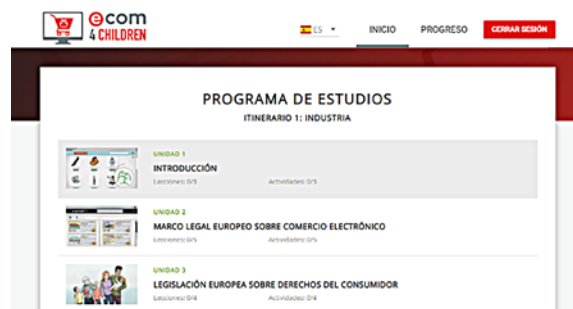 ecom
4 CHILDREN
ES
INICIO
PROGRESO
CERRAR SESIÓN
PROGRAMA DE ESTUDIOS
ITINERARIO 1: INDUSTRIA
UNIDAD 1
INTRODUCCIÓN
Lecciones: 0/5 Actividades: 0/5
UNIDAD 2
MARCO LEGAL EUROPEO SOBRE COMERCIO ELECTRÓNICO
Lecciones: 0/5 Actividades: 0/5
UNIDAD 3
LEGISLACIÓN EUROPEA SOBRE DERECHOS DEL CONSUMIDOR
Lecciones: 0/4 Actividades: 0/4